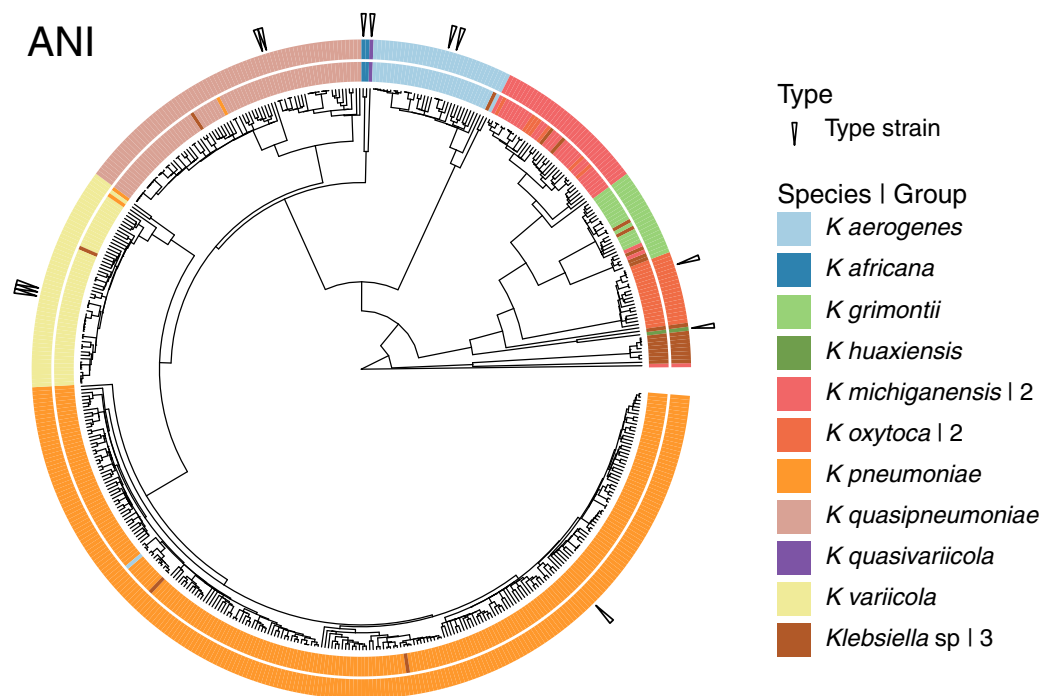 ANI
Type
Type strain
Species | Group
K aerogenes
K africana
K grimontii
K huaxiensis
K michiganensis | 2
K oxytoca | 2
K pneumoniae
K quasipneumoniae
K quasivariicola
K variicola
Klebsiella sp | 3